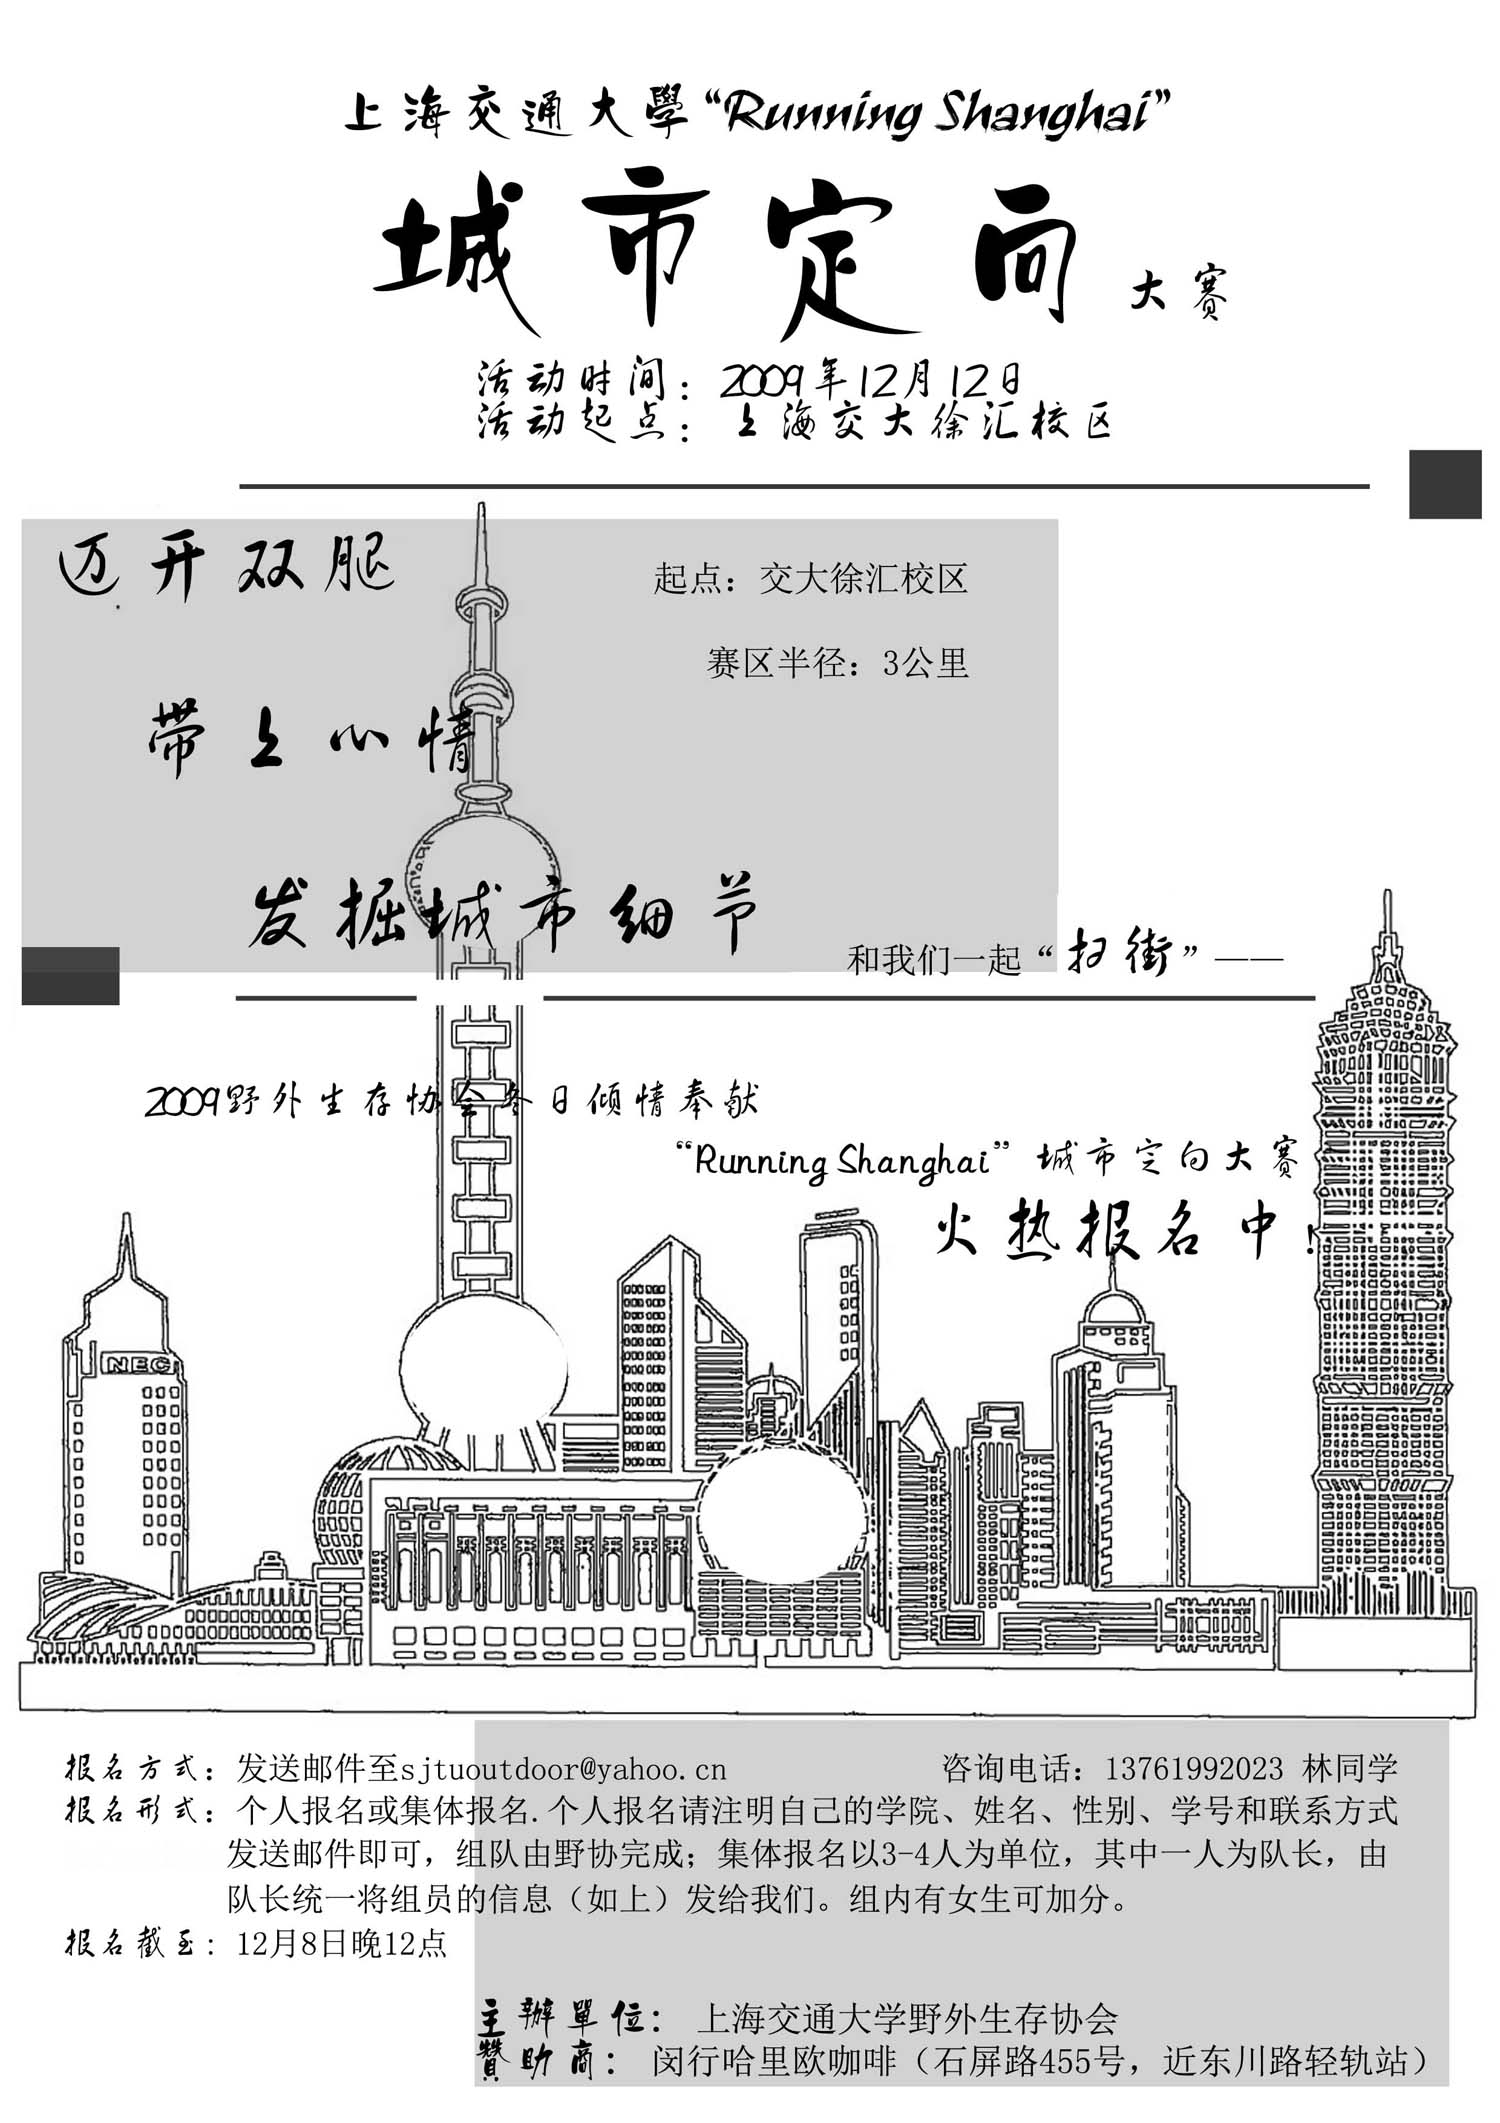 上海交通大學“Running Shanghai”
城市定向大赛
活动时间：2009年12月12日
活动起点：上海交大徐汇校区
迈开双腿
起点：交大徐汇校区
赛区半径：3公里
带上心情
发掘城市细节
和我们一起“扫街”——
2009野外生存协会冬日倾情奉献
“Running Shanghai”城市定向大赛
火热报名中！
NEC
报名方式：发送邮件至sjtuoutdoor@yahoo.cn
咨询电话：13761992023 林同学
报名形式：个人报名或集体报名.个人报名请注明自己的学院、姓名、性别、学号和联系方式
发送邮件即可，组队由野协完成；集体报名以3-4人为单位，其中一人为队长，由
队长统一将组员的信息（如上）发给我们。组内有女生可加分。
报名截至：12月8日晚12点
主辦單位：上海交通大学野外生存协会
贊助商：闵行哈里欧咖啡（石屏路455号，近东川路轻轨站）